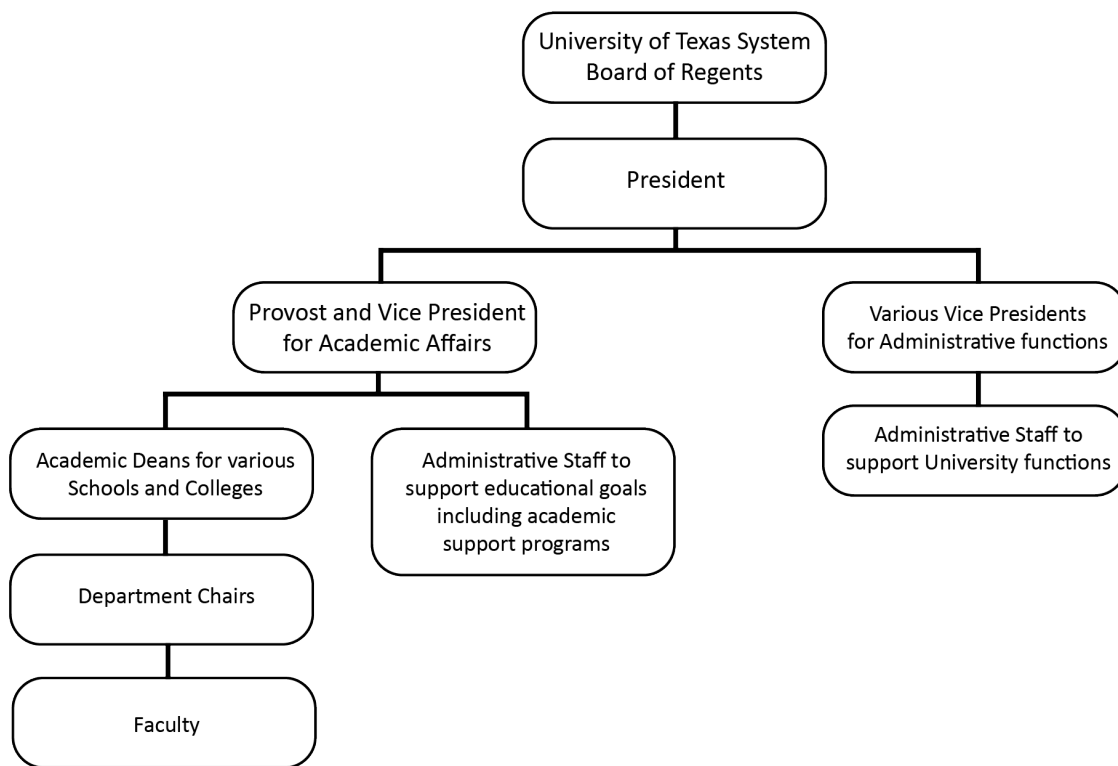 University of Texas System
Board of Regents
President
Provost and Vice President
for Academic Affairs
Various Vice Presidents
for Administrative functions
Academic Deans for various
Schools and Colleges
Administrative Staff to
support educational goals
including academic
support programs
Administrative Staff to
support University functions
Department Chairs
Faculty